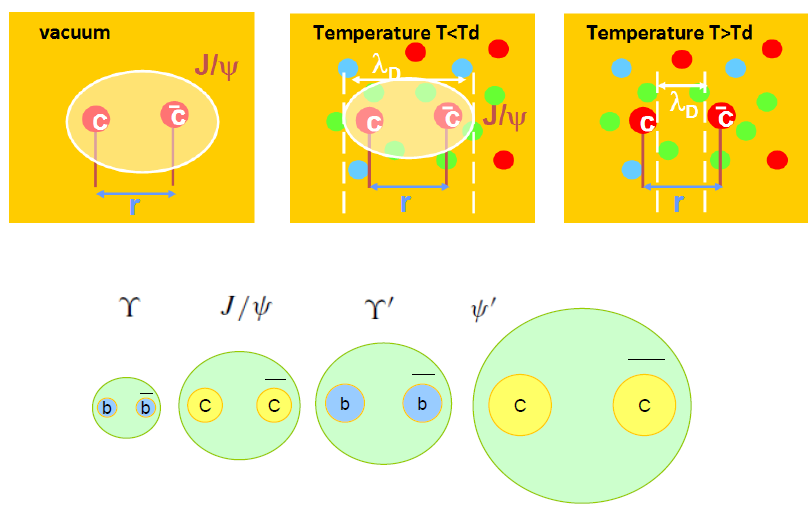 vacuum
J/ψ
c c̄
r
Temperature T<Td
λD
J/ψ
c c̄
r
Temperature T>Td
λD
c c̄
r
ϒ J/ψ ϒ′ ψ′
b b̅ C C̅ b b̅ C C̅